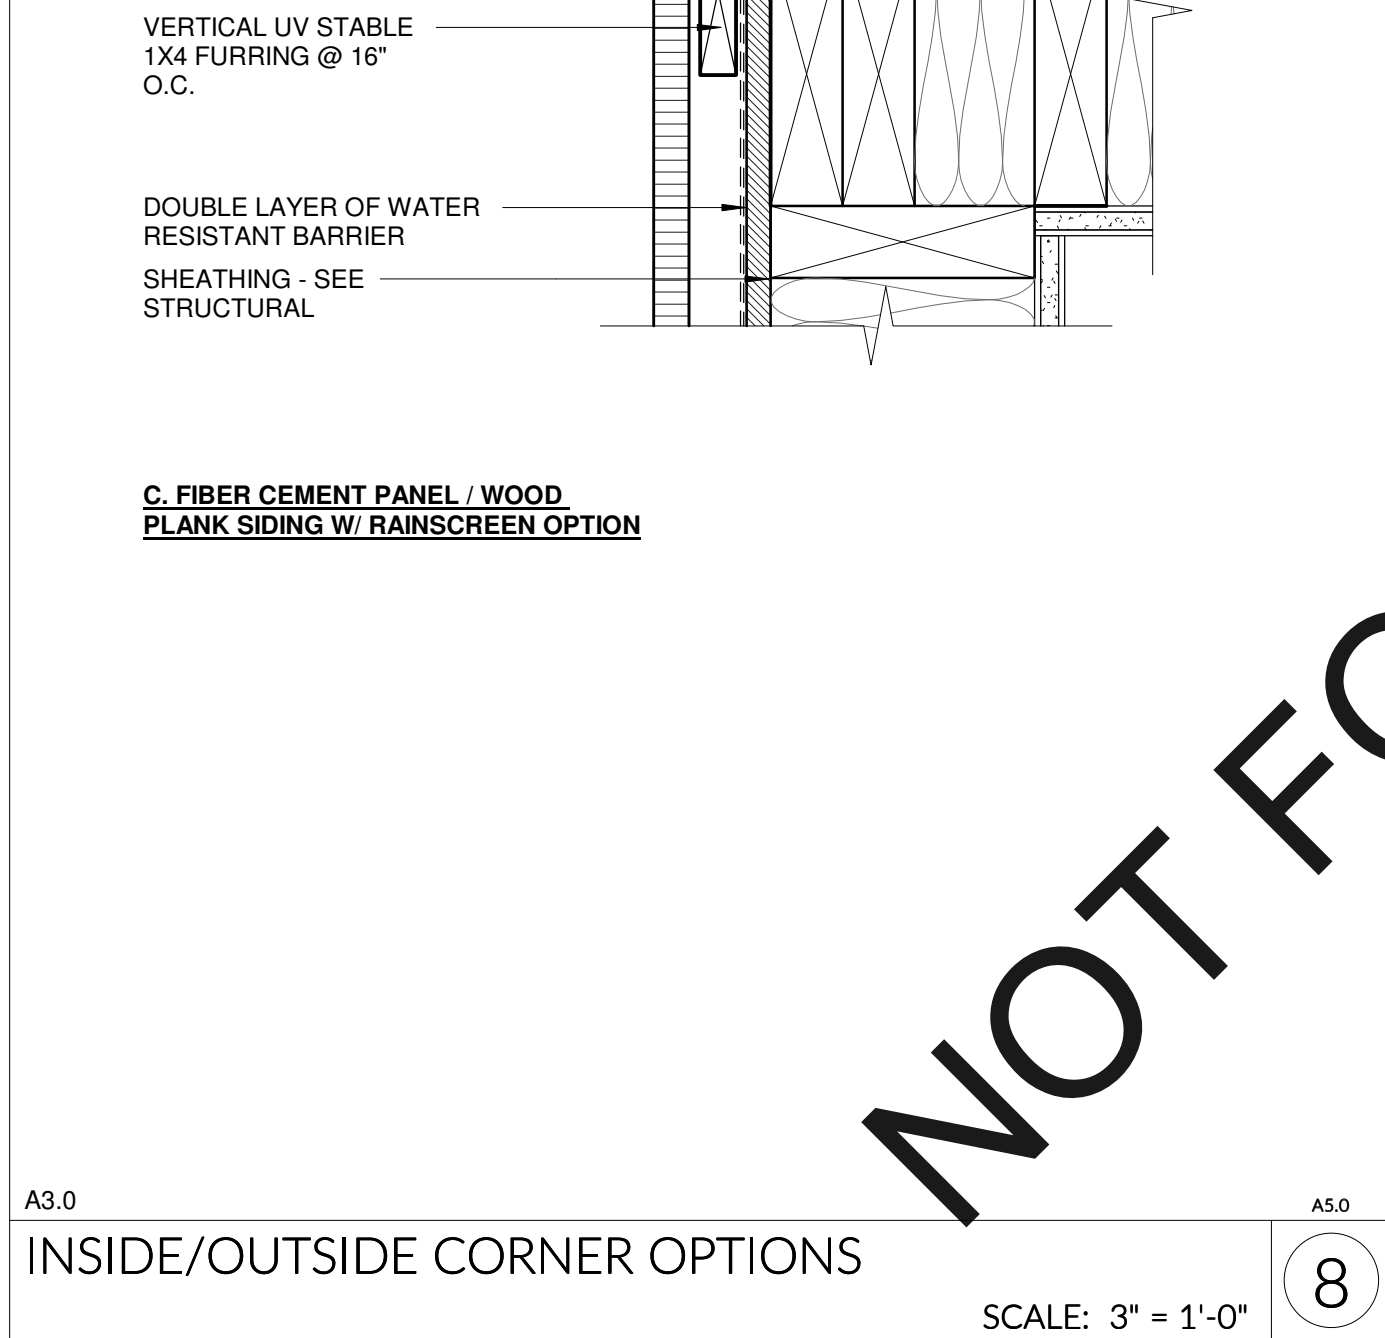 VERTICAL UV STABLE
1X4 FURRING @ 16"
O.C.
DOUBLE LAYER OF WATER
RESISTANT BARRIER
SHEATHING - SEE
STRUCTURAL
C. FIBER CEMENT PANEL / WOOD
PLANK SIDING W/ RAINSCREEN OPTION
NOT FO
A3.0
A5.0
INSIDE/OUTSIDE CORNER OPTIONS
8
SCALE: 3" = 1'-0"